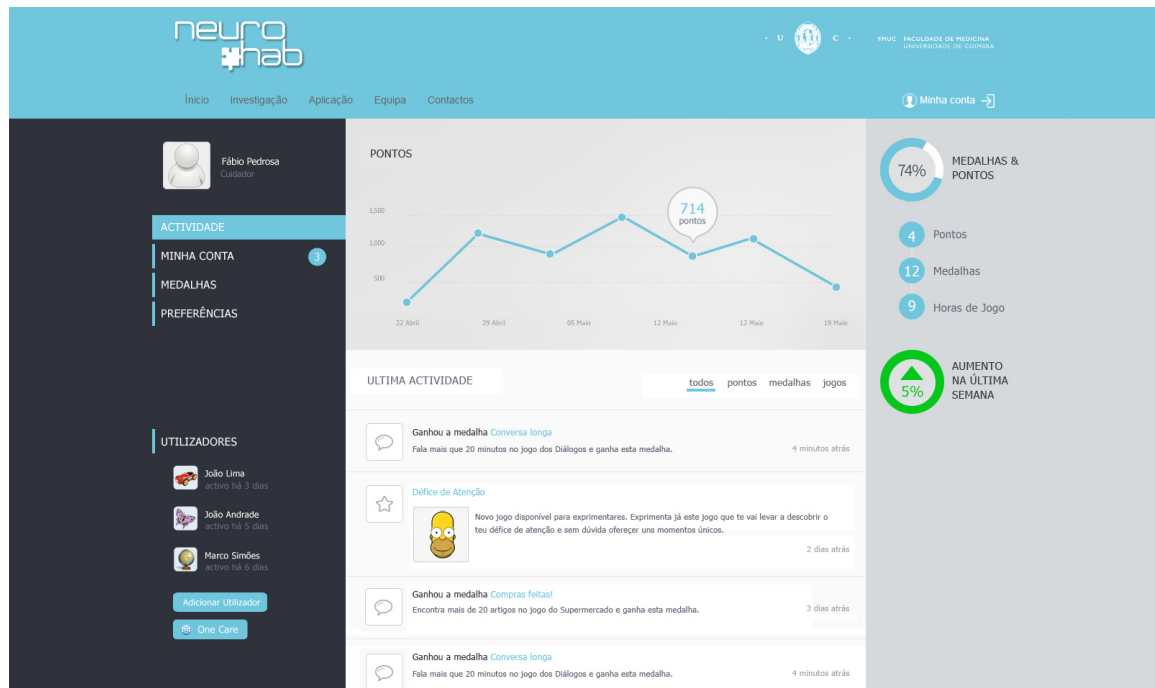 neuro
hab
· U C ·
FMUC FACULDADE DE MEDICINA
UNIVERSIDADE DE COIMBRA
Ínicio Investigação Aplicação Equipa Contactos
Minha conta
Fábio Pedrosa
Cuidador
ACTIVIDADE
MINHA CONTA 3
MEDALHAS
PREFERÊNCIAS
UTILIZADORES
João Lima
activo há 3 dias
João Andrade
activo há 5 dias
Marco Simões
activo há 6 dias
Adicionar Utilizador
One Care
PONTOS
1,500
1,000
500
714
pontos
22 Abril 29 Abril 05 Maio 12 Maio 12 Maio 19 Maio
ULTIMA ACTIVIDADE
todos pontos medalhas jogos
Ganhou a medalha Conversa longa
Fala mais que 20 minutos no jogo dos Diálogos e ganha esta medalha.
4 minutos atrás
Défice de Atenção
Novo jogo disponível para exprimentares. Exprimenta já este jogo que te vai levar a descobrir o
teu défice de atenção e sem dúvida ofereçer uns momentos únicos.
2 dias atrás
Ganhou a medalha Compras feitas!
Encontra mais de 20 artigos no jogo do Supermercado e ganha esta medalha.
3 dias atrás
Ganhou a medalha Conversa longa
Fala mais que 20 minutos no jogo dos Diálogos e ganha esta medalha.
4 minutos atrás
74%
MEDALHAS &
PONTOS
4 Pontos
12 Medalhas
9 Horas de Jogo
5%
AUMENTO
NA ÚLTIMA
SEMANA